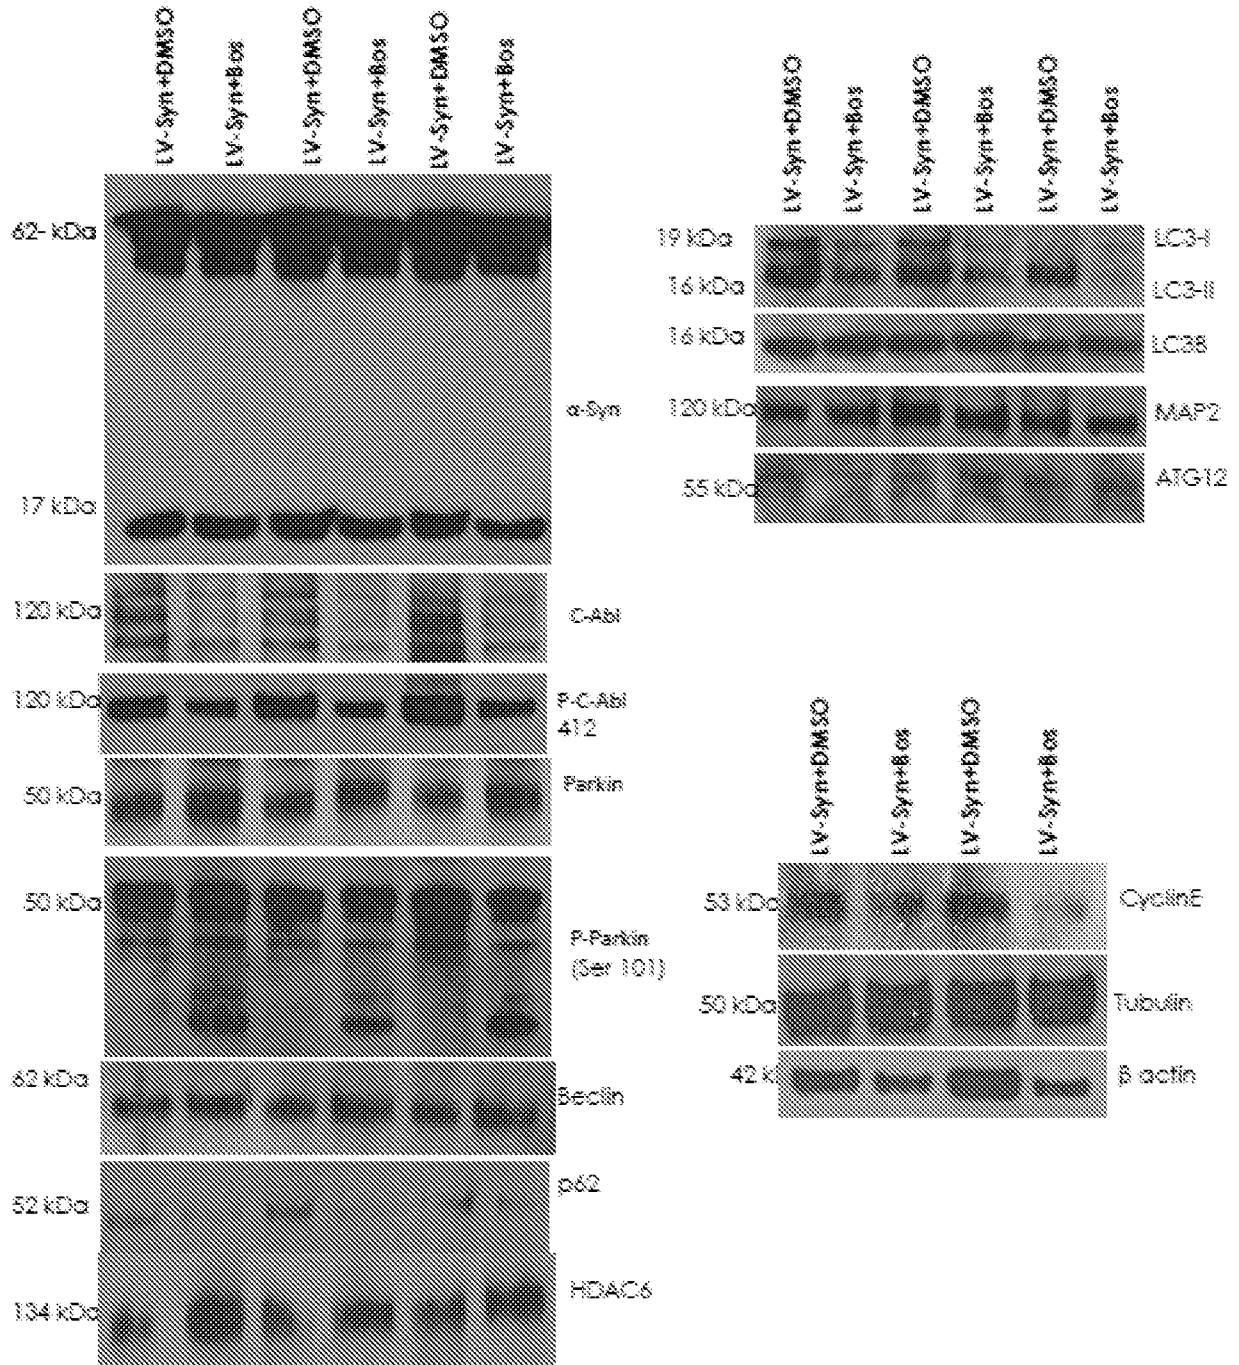 LV-Syn+DMSO
LV-Syn+Bos
LV-Syn+DMSO
LV-Syn+Bos
LV-Syn+DMSO
LV-Syn+Bos
62- kDa
α-Syn
17 kDa
120 kDa
C-Abl
120 kDa
P-C-Abl
412
50 kDa
Parkin
50 kDa
P-Parkin
(Ser 101)
62 kDa
Beclin
52 kDa
p62
134 kDa
HDAC6
LV-Syn+DMSO
LV-Syn+Bos
LV-Syn+DMSO
LV-Syn+Bos
LV-Syn+DMSO
LV-Syn+Bos
19 kDa
LC3-I
16 kDa
LC3-II
16 kDa
LC3B
120 kDa
MAP2
55 kDa
ATG12
LV-Syn+DMSO
LV-Syn+Bos
LV-Syn+DMSO
LV-Syn+Bos
53 kDa
CyclinE
50 kDa
Tubulin
42 k
β actin